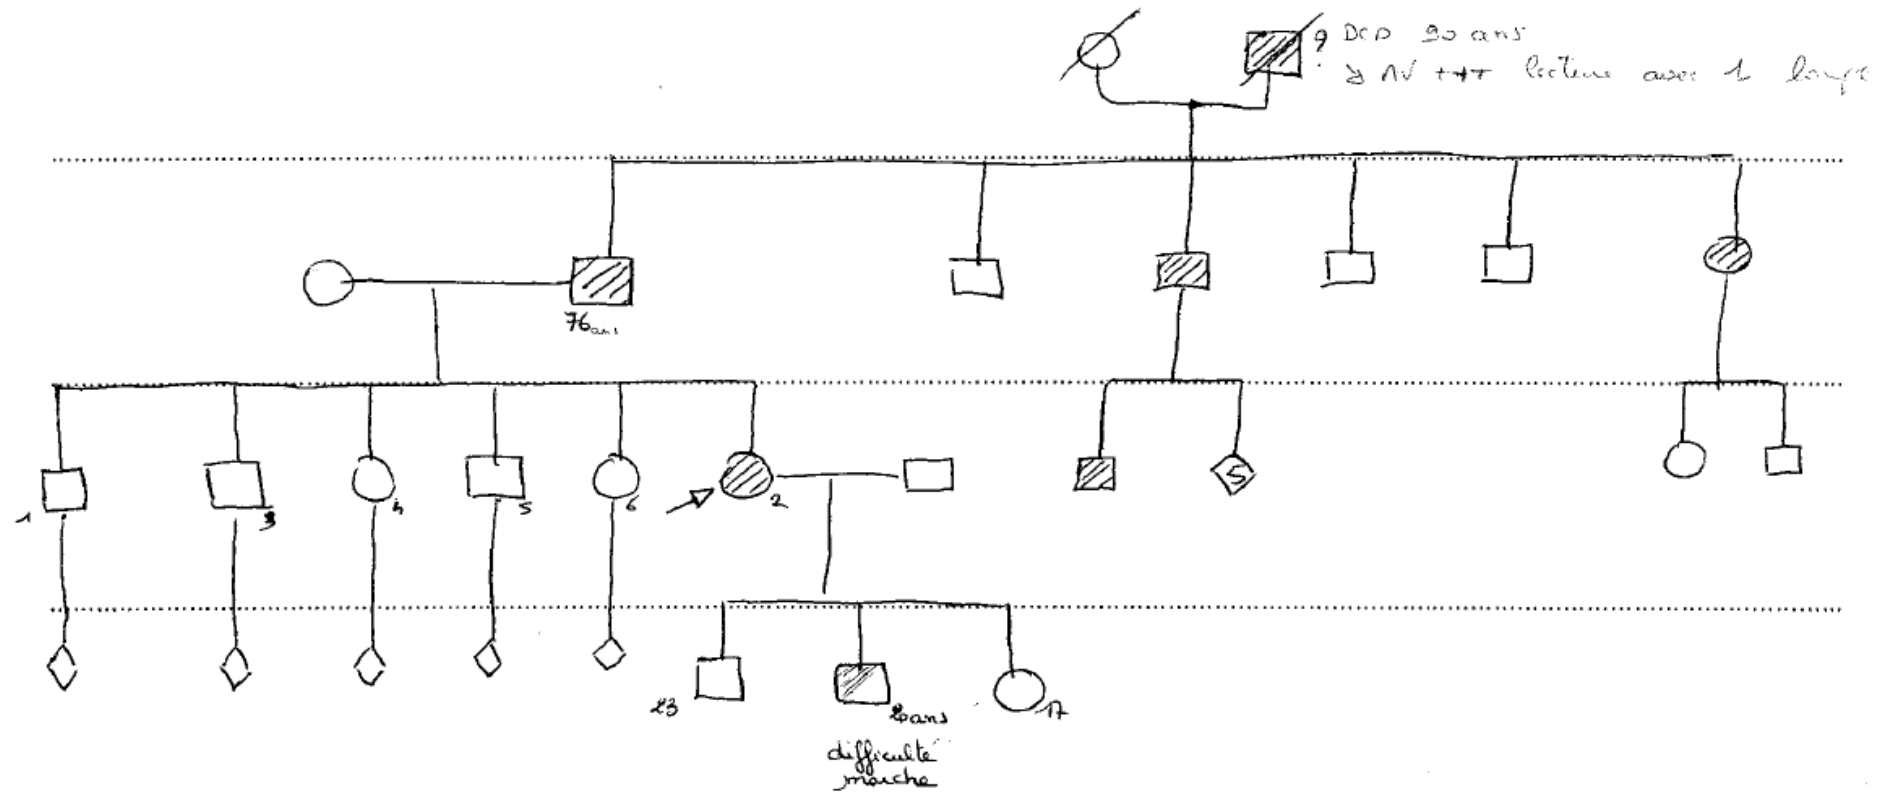 ? DCD 90 ans
↘ AV +++ lecture avec 1 loupe
76 ans
5
1
3
4
5
6
2
23
20 ans
17
difficulté
marche